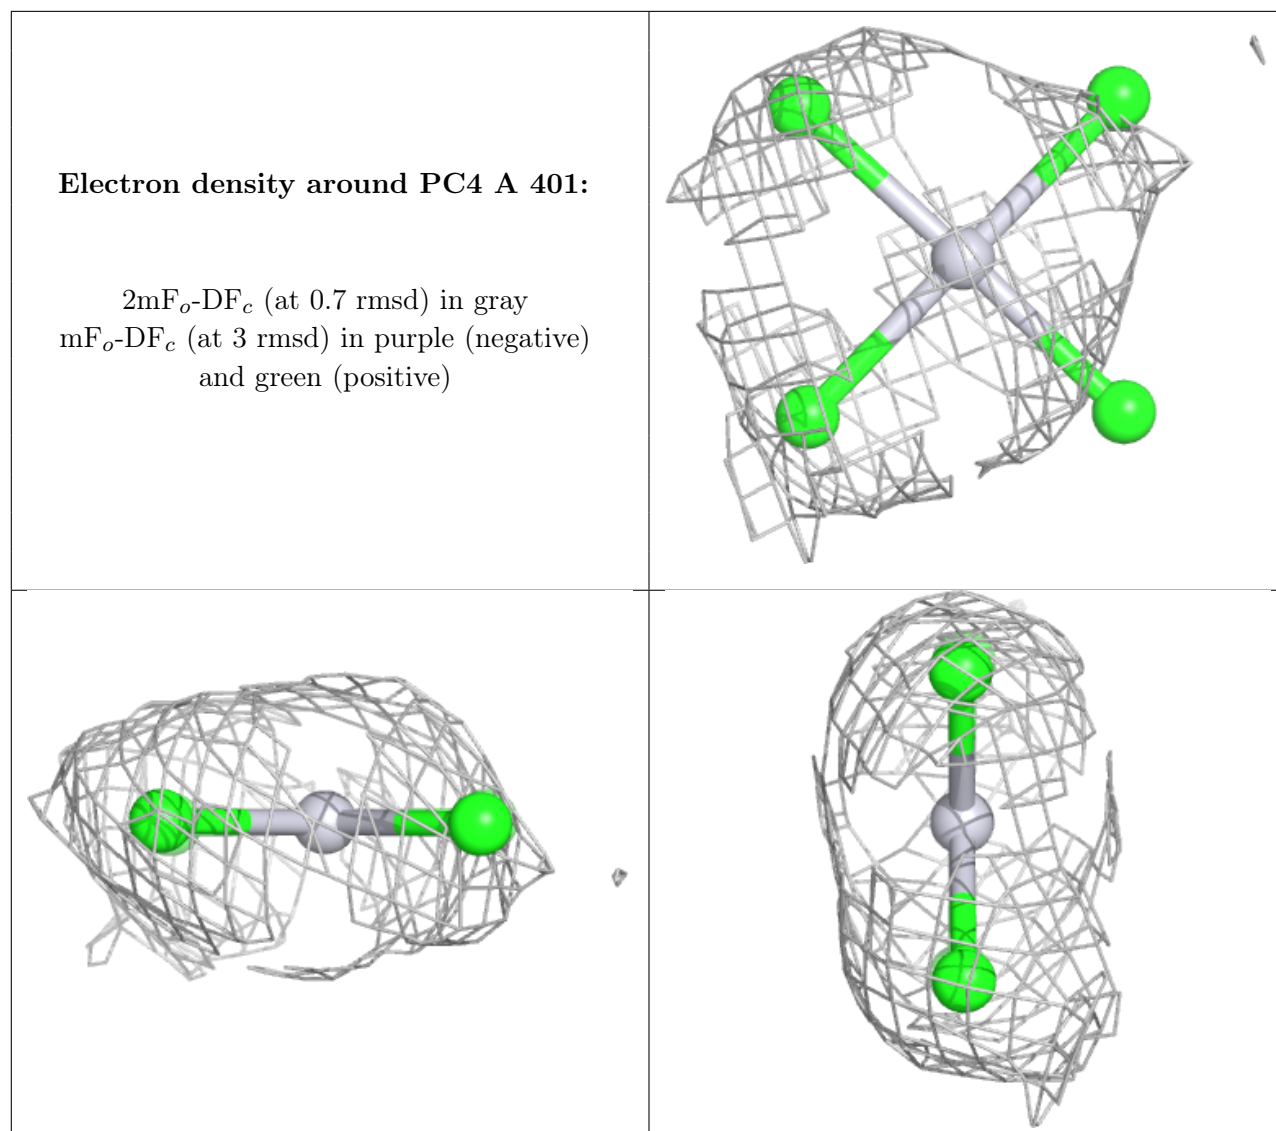 Electron density around PC4 A 401:
2mFo-DFc (at 0.7 rmsd) in gray
mFo-DFc (at 3 rmsd) in purple (negative)
and green (positive)